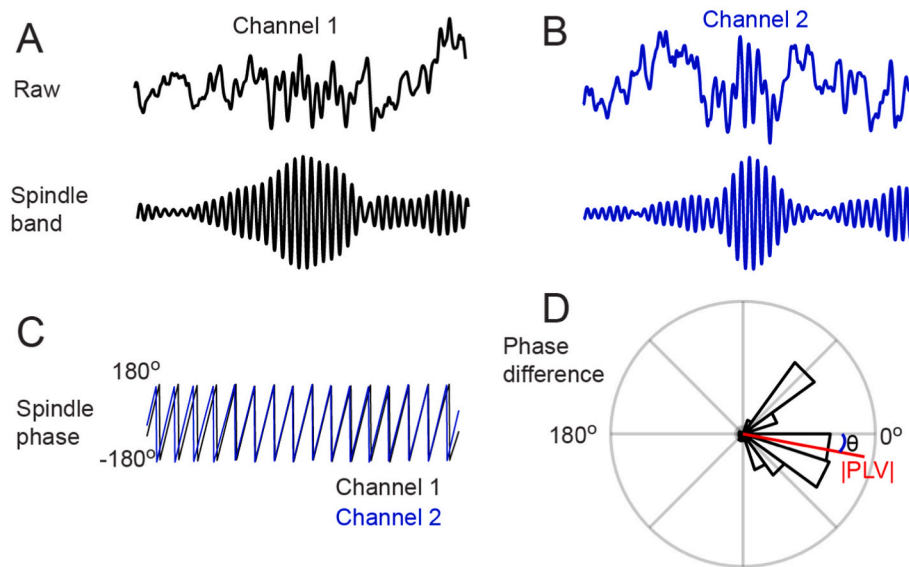 A
Channel 1
Raw
Spindle
band
B
Channel 2
C
180°
Spindle
phase
-180°
Channel 1
Channel 2
D
Phase
difference
180°
0°
θ
|PLV|